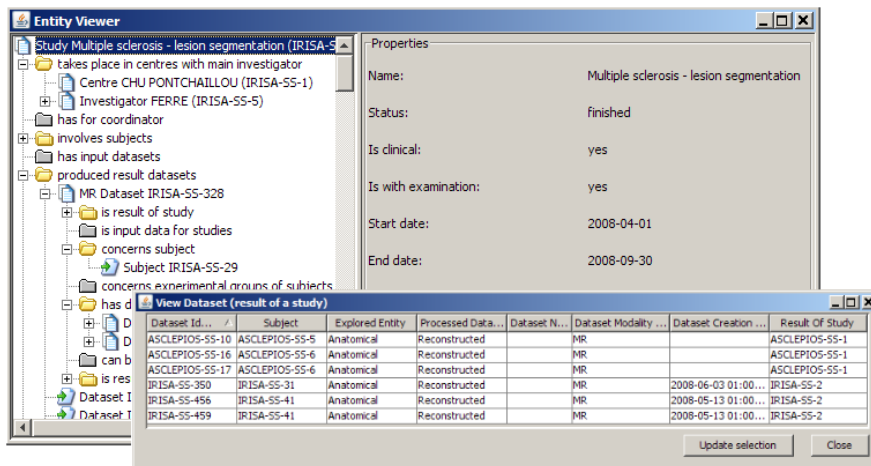 Entity Viewer
Study Multiple sclerosis - lesion segmentation (IRISA-S
takes place in centres with main investigator
Centre CHU PONTCHAILLOU (IRISA-SS-1)
Investigator FERRE (IRISA-SS-5)
has for coordinator
involves subjects
has input datasets
produced result datasets
MR Dataset IRISA-SS-328
is result of study
is input data for studies
concerns subject
Subject IRISA-SS-29
concerns experimental groups of subjects
has d
D
D
can b
is res
Dataset I
Dataset I
Properties
Name: Multiple sclerosis - lesion segmentation
Status: finished
Is clinical: yes
Is with examination: yes
Start date: 2008-04-01
End date: 2008-09-30
View Dataset (result of a study)
Dataset Id... Subject Explored Entity Processed Data... Dataset N... Dataset Modality ... Dataset Creation ... Result Of Study
ASCLEPIOS-SS-10 ASCLEPIOS-SS-5 Anatomical Reconstructed MR ASCLEPIOS-SS-1
ASCLEPIOS-SS-16 ASCLEPIOS-SS-6 Anatomical Reconstructed MR ASCLEPIOS-SS-1
ASCLEPIOS-SS-17 ASCLEPIOS-SS-6 Anatomical Reconstructed MR ASCLEPIOS-SS-1
IRISA-SS-350 IRISA-SS-31 Anatomical Reconstructed MR 2008-06-03 01:00... IRISA-SS-2
IRISA-SS-456 IRISA-SS-41 Anatomical Reconstructed MR 2008-05-13 01:00... IRISA-SS-2
IRISA-SS-459 IRISA-SS-41 Anatomical Reconstructed MR 2008-05-13 01:00... IRISA-SS-2
Update selection Close